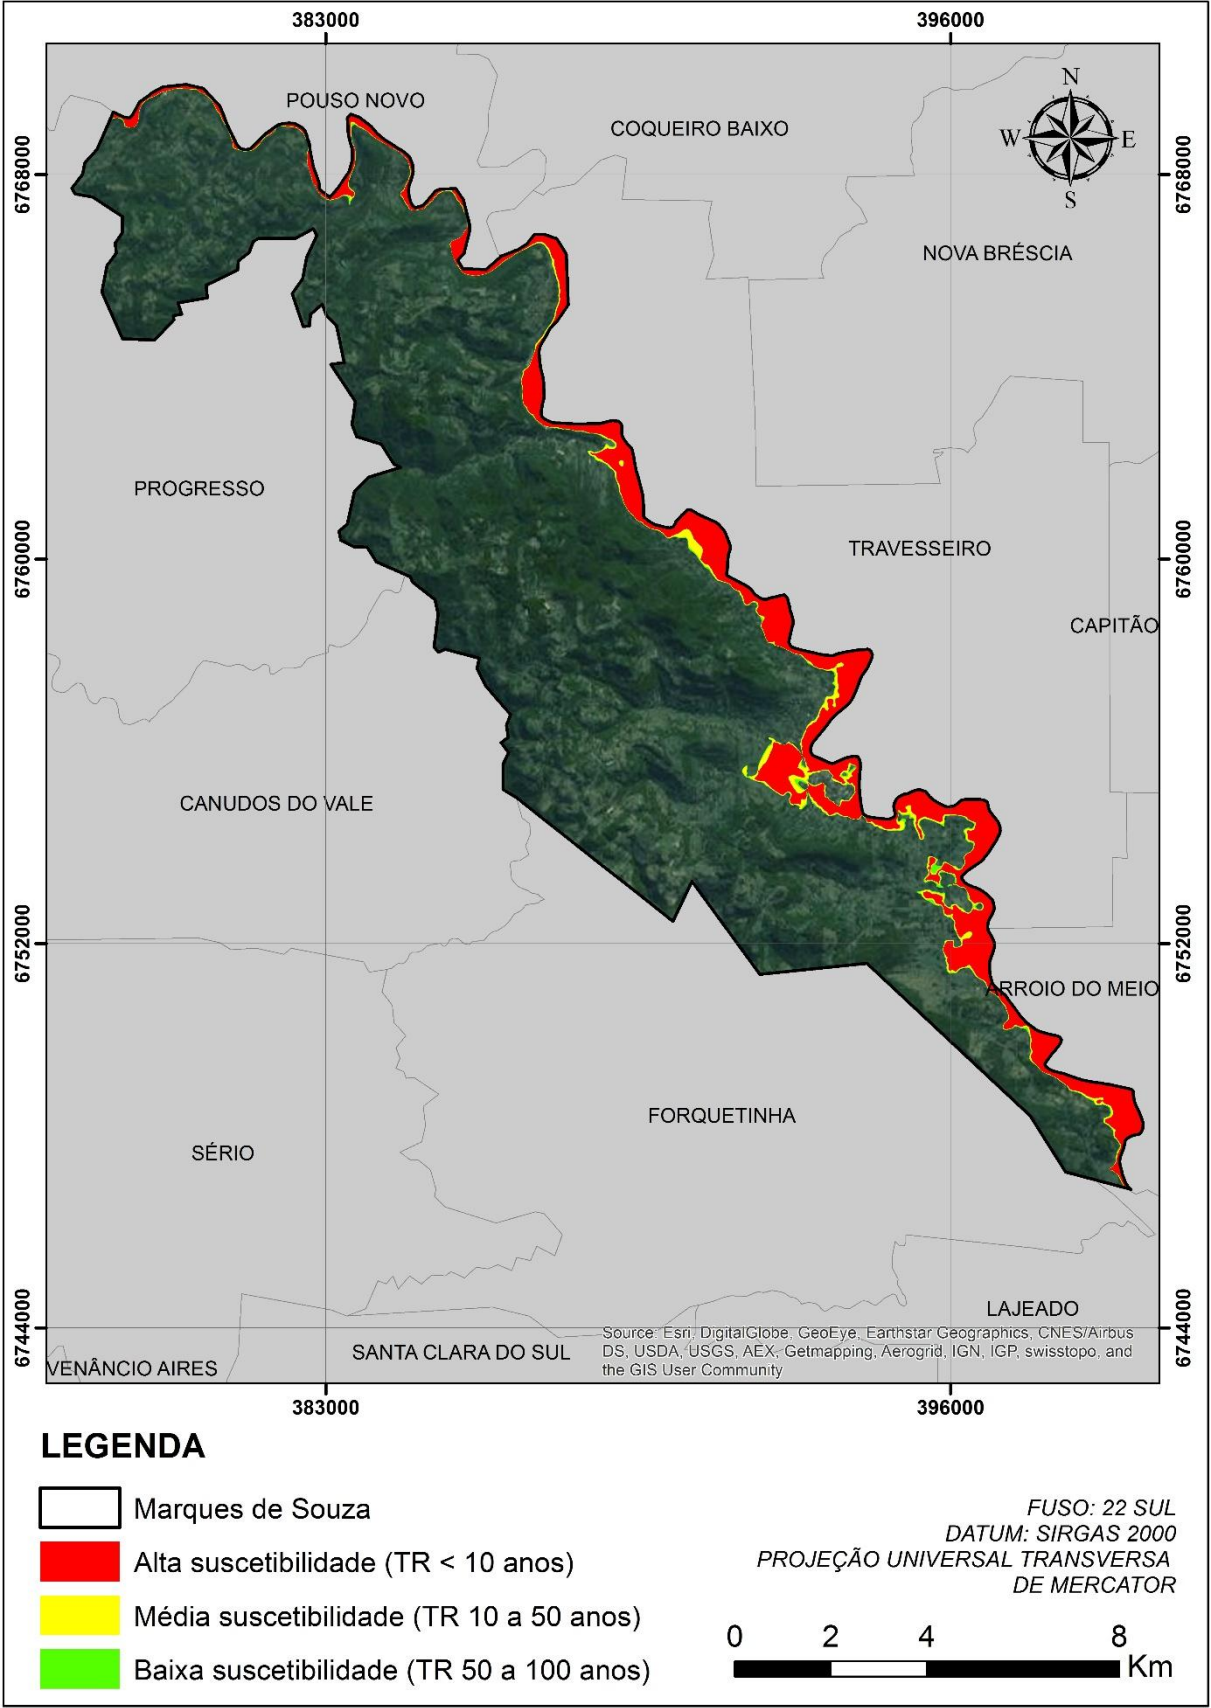 383000
396000
N
W
E
S
POUSO NOVO
COQUEIRO BAIXO
6768000
6768000
NOVA BRÉSCIA
PROGRESSO
TRAVESSEIRO
6760000
6760000
CAPITÃO
CANUDOS DO VALE
6752000
6752000
ARROIO DO MEIO
FORQUETINHA
SÉRIO
LAJEADO
6744000
6744000
Source: Esri, DigitalGlobe, GeoEye, Earthstar Geographics, CNES/Airbus
DS, USDA, USGS, AEX, Getmapping, Aerogrid, IGN, IGP, swisstopo, and
the GIS User Community
SANTA CLARA DO SUL
VENÂNCIO AIRES
383000
396000
LEGENDA
Marques de Souza
Alta suscetibilidade (TR < 10 anos)
Média suscetibilidade (TR 10 a 50 anos)
Baixa suscetibilidade (TR 50 a 100 anos)
FUSO: 22 SUL
DATUM: SIRGAS 2000
PROJEÇÃO UNIVERSAL TRANSVERSA
DE MERCATOR
0 2 4 8
Km